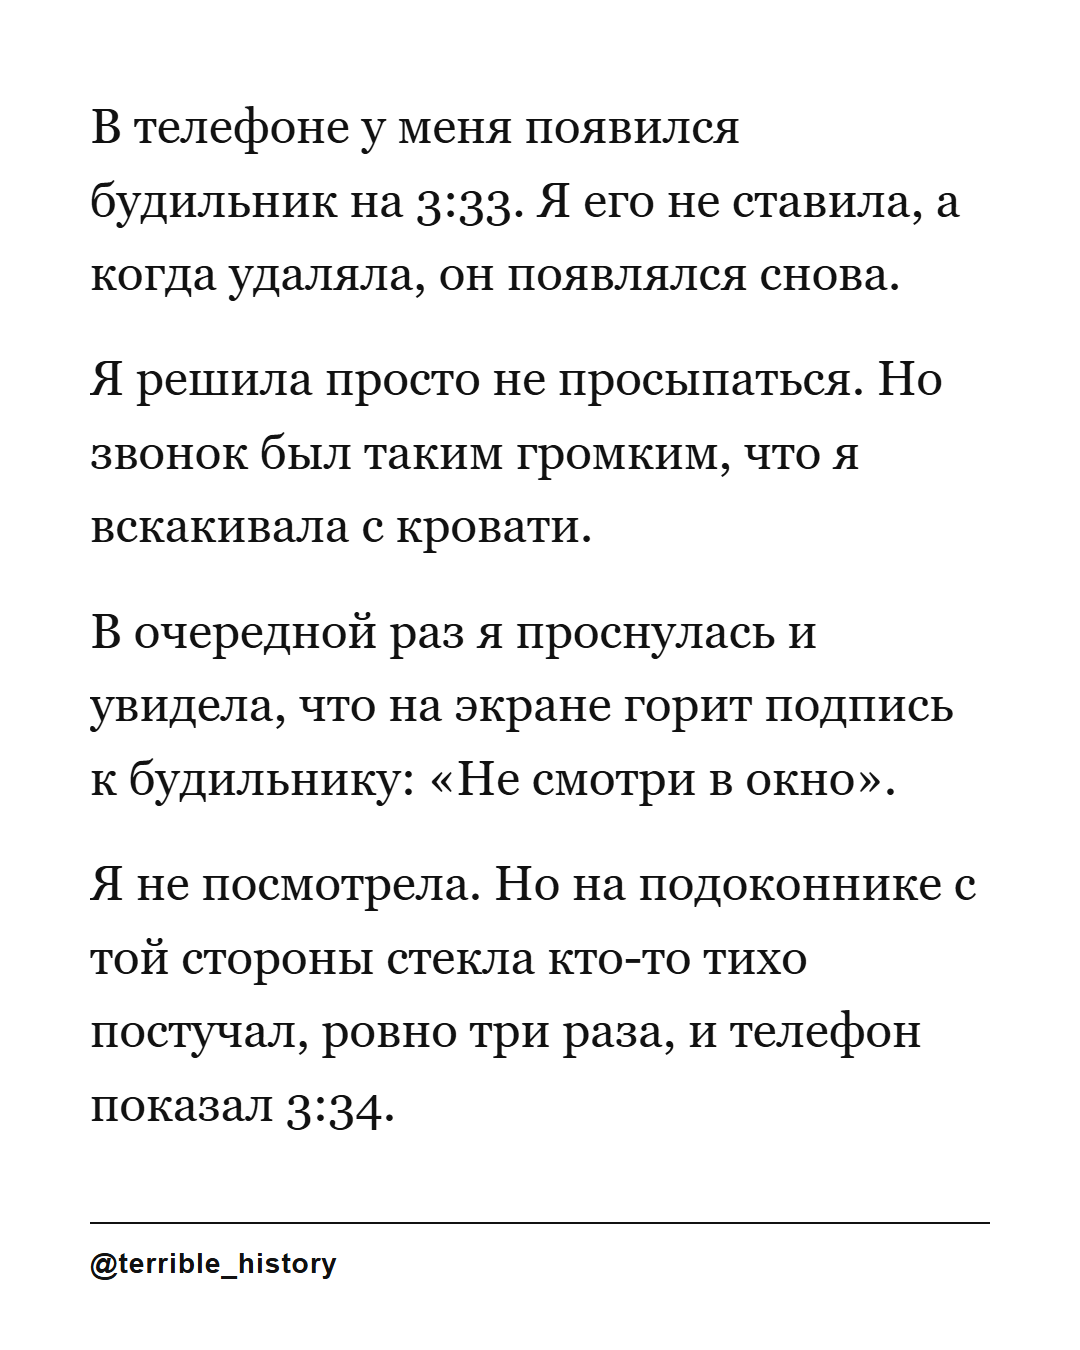 В телефоне у меня появился
будильник на 3:33. Я его не ставила, а
когда удаляла, он появлялся снова.
Я решила просто не просыпаться. Но
звонок был таким громким, что я
вскакивала с кровати.
В очередной раз я проснулась и
увидела, что на экране горит подпись
к будильнику: «Не смотри в окно».
Я не посмотрела. Но на подоконнике с
той стороны стекла кто-то тихо
постучал, ровно три раза, и телефон
показал 3:34.
@terrible_history